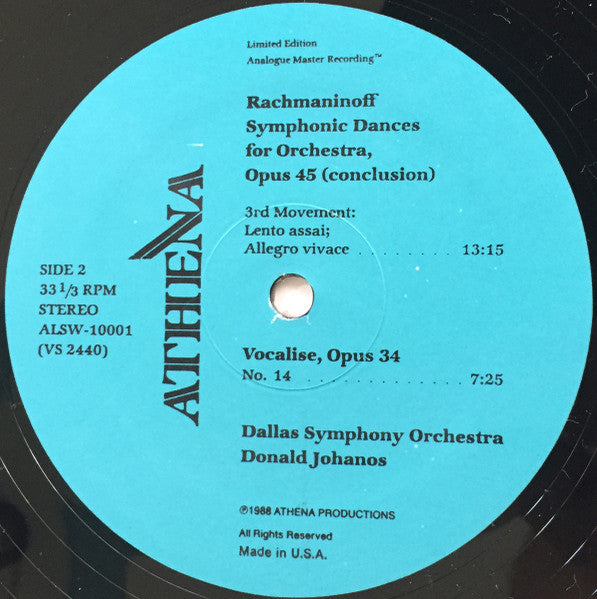 Limited Edition
Analogue Master Recording™
Rachmaninoff
Symphonic Dances
for Orchestra,
Opus 45 (conclusion)
3rd Movement:
Lento assai;
Allegro vivace . . . . . . . . 13:15
SIDE 2
33 1/3 RPM
STEREO
ALSW-10001
(VS 2440)
ATHENA
Vocalise, Opus 34
No. 14 . . . . . . . . . . . . . 7:25
Dallas Symphony Orchestra
Donald Johanos
℗1988 ATHENA PRODUCTIONS
All Rights Reserved
Made in U.S.A.